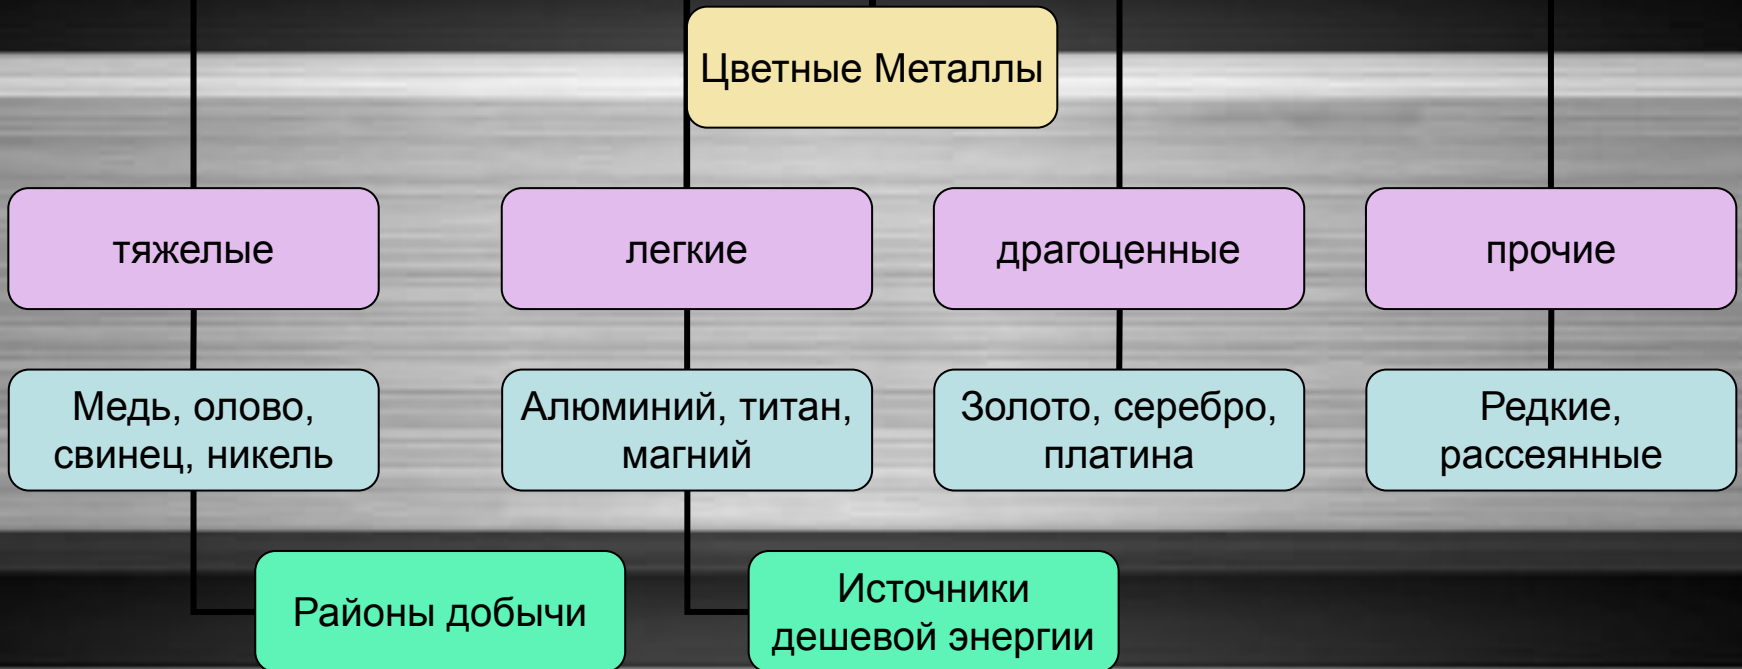 Цветные Металлы
тяжелые
легкие
драгоценные
прочие
Медь, олово,
свинец, никель
Алюминий, титан,
магний
Золото, серебро,
платина
Редкие,
рассеянные
Районы добычи
Источники
дешевой энергии